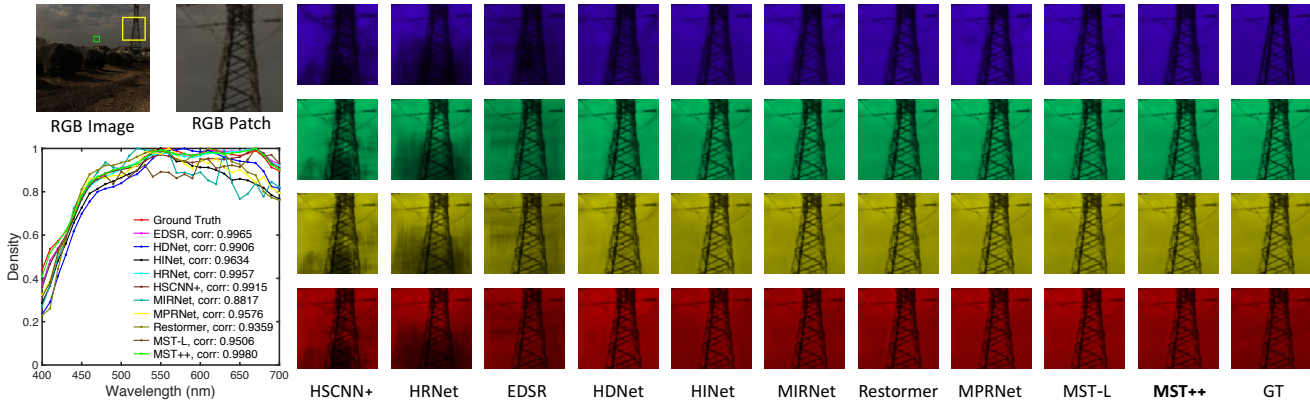 RGB Image
RGB Patch
1
0.8
0.6
0.4
0.2
0
Density
Ground Truth
EDSR, corr: 0.9965
HDNet, corr: 0.9906
HINet, corr: 0.9634
HRNet, corr: 0.9957
HSCNN+, corr: 0.9915
MIRNet, corr: 0.8817
MPRNet, corr: 0.9576
Restormer, corr: 0.9359
MST-L, corr: 0.9506
MST++, corr: 0.9980
400 450 500 550 600 650 700
Wavelength (nm)
HSCNN+ HRNet EDSR HDNet HINet MIRNet Restormer MPRNet MST-L MST++ GT